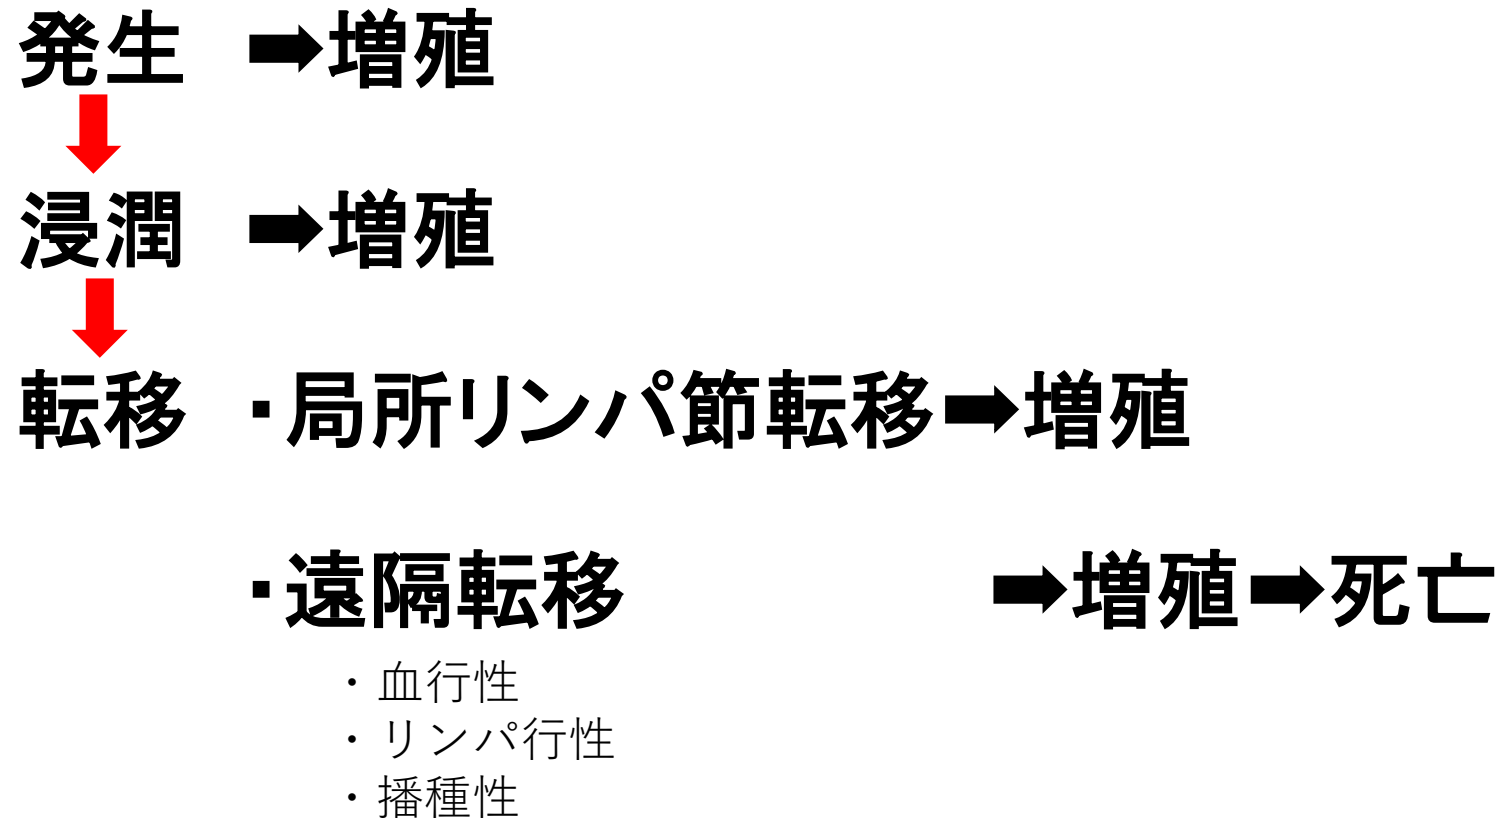 発生 ➡増殖
浸潤 ➡増殖
転移 ・局所リンパ節転移➡増殖
・遠隔転移 ➡増殖➡死亡
・血行性
・リンパ行性
・播種性